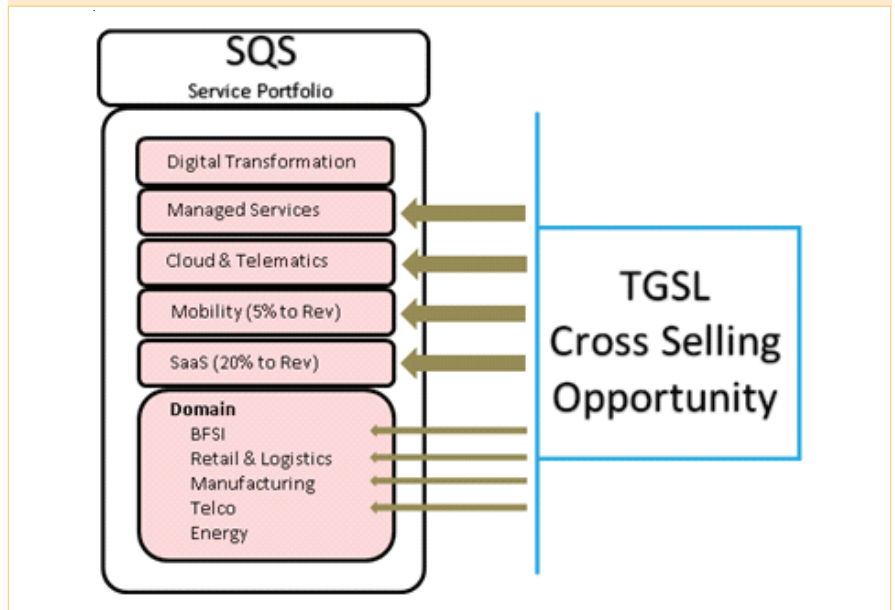 SQS
Service Portfolio
Digital Transformation
Managed Services
Cloud & Telematics
Mobility (5% to Rev)
SaaS (20% to Rev)
Domain
BFSI
Retail & Logistics
Manufacturing
Telco
Energy
TGSL
Cross Selling
Opportunity